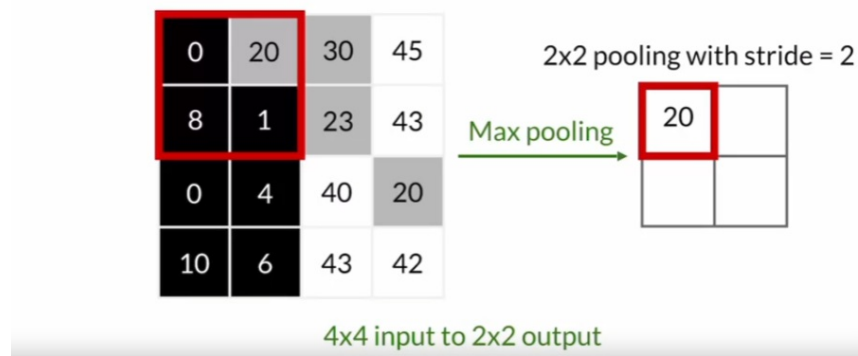 0 20 30 45
2x2 pooling with stride = 2
8 1 23 43
Max pooling
20
0 4 40 20
10 6 43 42
4x4 input to 2x2 output